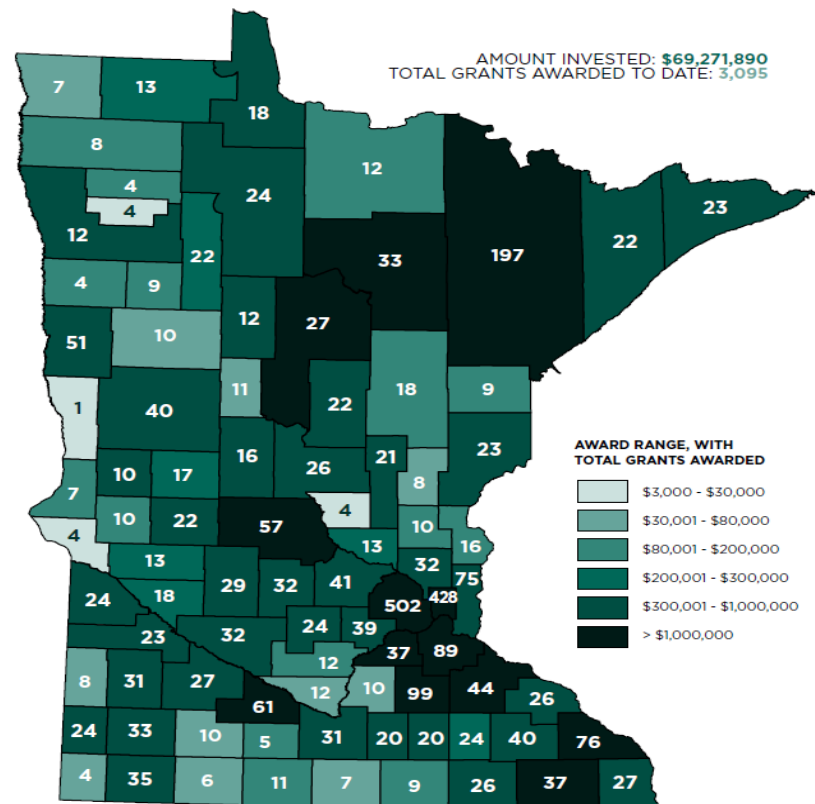 AMOUNT INVESTED: $69,271,890
TOTAL GRANTS AWARDED TO DATE: 3,095
7 13
18
8
12
4
24
4
23
12
22
197
22
33
4 9
27
12
51 10
18 9
11
1 40 22
16 21 23
26
10 17 8
7
4
10 22 57 10
4 13 16
13 32
29 32 41 75
24 18 502 428
24 39
23 32
37 89
12
8 31 27 12 10 99 44
26
61
24 33 10 5 31 20 20 24 40 76
4 35 6 11 7 9 26 37 27
AWARD RANGE, WITH
TOTAL GRANTS AWARDED
$3,000 - $30,000
$30,001 - $80,000
$80,001 - $200,000
$200,001 - $300,000
$300,001 - $1,000,000
> $1,000,000